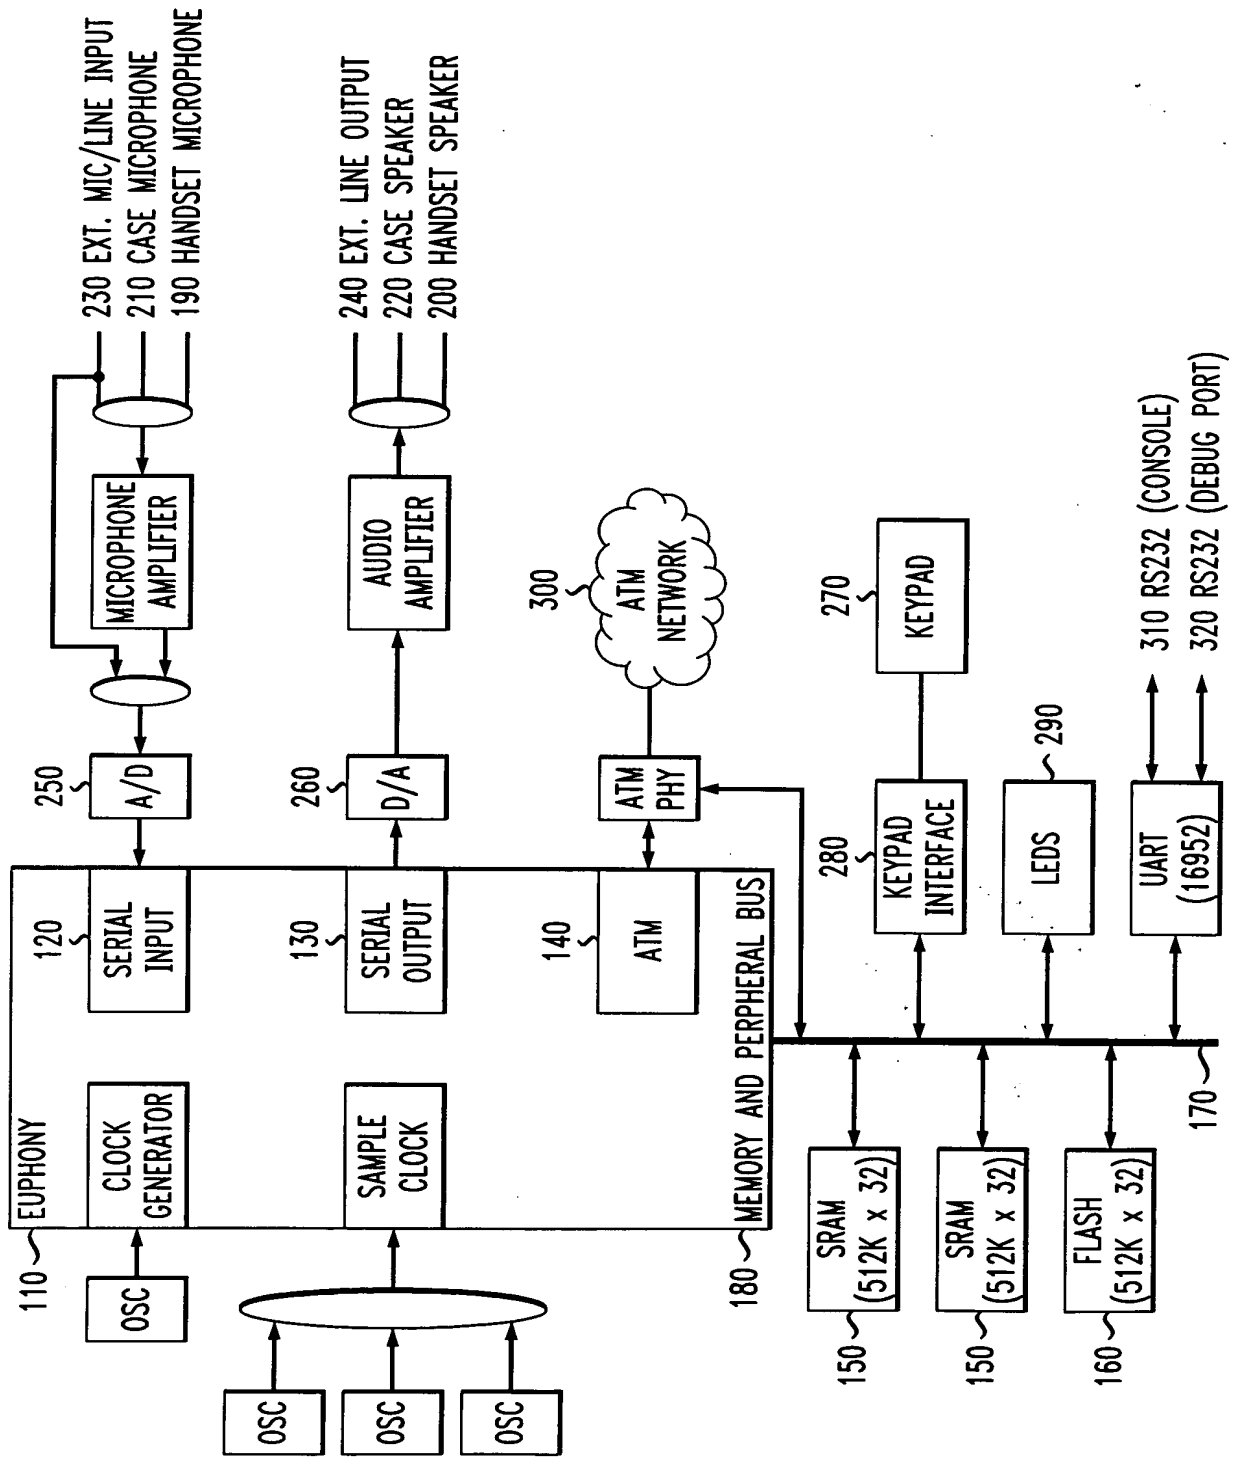 110
EUPHONY
OSC
CLOCK
GENERATOR
120
SERIAL
INPUT
250
A/D
MICROPHONE
AMPLIFIER
230 EXT. MIC/LINE INPUT
210 CASE MICROPHONE
190 HANDSET MICROPHONE
OSC
OSC
OSC
SAMPLE
CLOCK
130
SERIAL
OUTPUT
260
D/A
AUDIO
AMPLIFIER
240 EXT. LINE OUTPUT
220 CASE SPEAKER
200 HANDSET SPEAKER
140
ATM
ATM
PHY
300
ATM
NETWORK
180
MEMORY AND PERPHERAL BUS
150
SRAM
(512K x 32)
280
KEYPAD
INTERFACE
270
KEYPAD
150
SRAM
(512K x 32)
LEDS
290
160
FLASH
(512K x 32)
UART
(16952)
310 RS232 (CONSOLE)
320 RS232 (DEBUG PORT)
170